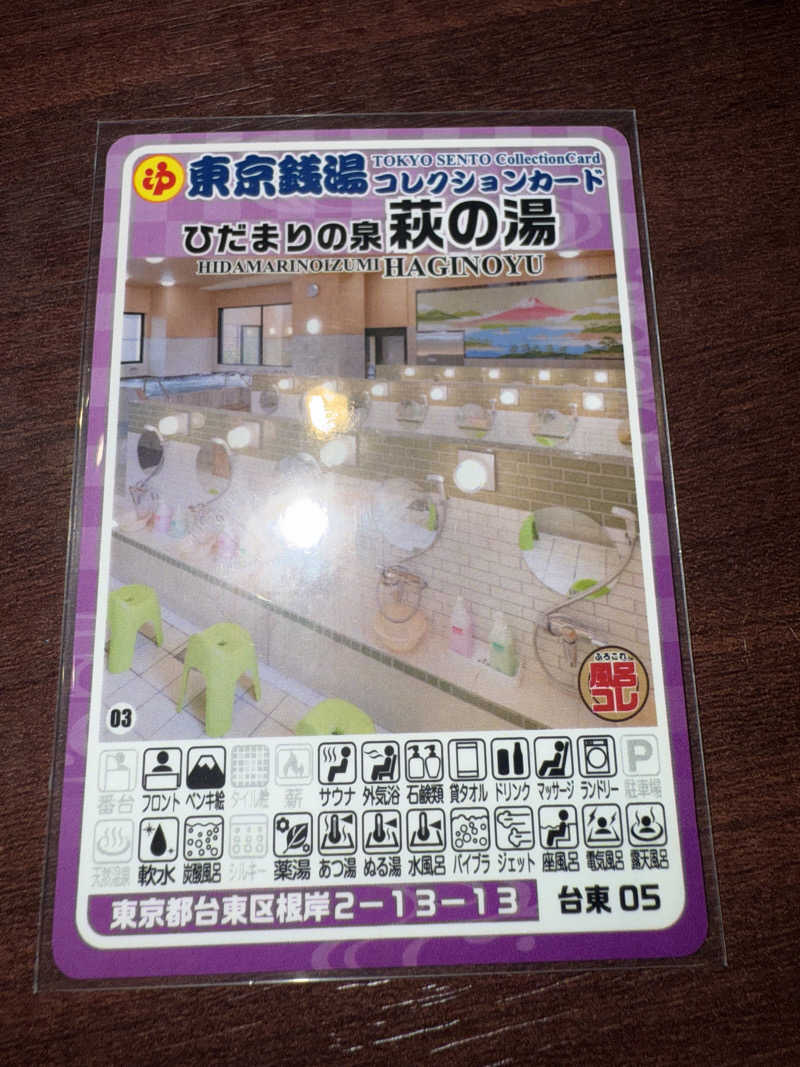 ゆ 東京銭湯 TOKYO SENTO CollectionCard
コレクションカード
ひだまりの泉 萩の湯
HIDAMARINOIZUMI HAGINOYU
ふろこれ
風呂コレ
03
番台 フロント ペンキ絵 タイル絵 薪 サウナ 外気浴 石鹸類 貸タオル ドリンク マッサージ ランドリー P 駐車場
天然温泉 軟水 炭酸風呂 シルキー 薬湯 あつ湯 ぬる湯 水風呂 バイブラ ジェット 座風呂 電気風呂 露天風呂
東京都台東区根岸2-13-13 台東 05